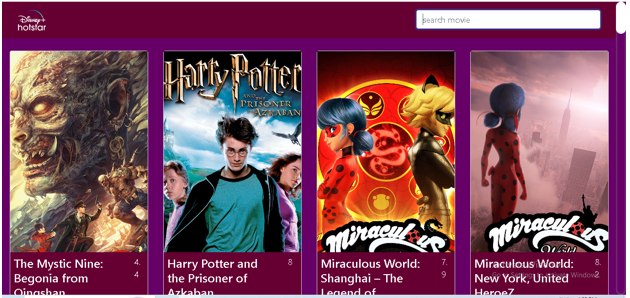 Disney+
hotstar
search movie
Harry Potter
AND THE
PRISONER OF
AZKABAN
Miraculous
Miraculous
The Mystic Nine:
Begonia from
Qingshan
4.
4
Harry Potter and
the Prisoner of
Azkaban
8
Miraculous World:
Shanghai – The
Legend of
7.
9
Miraculous World:
New York, United
HeroeZ
8.
2
Windows